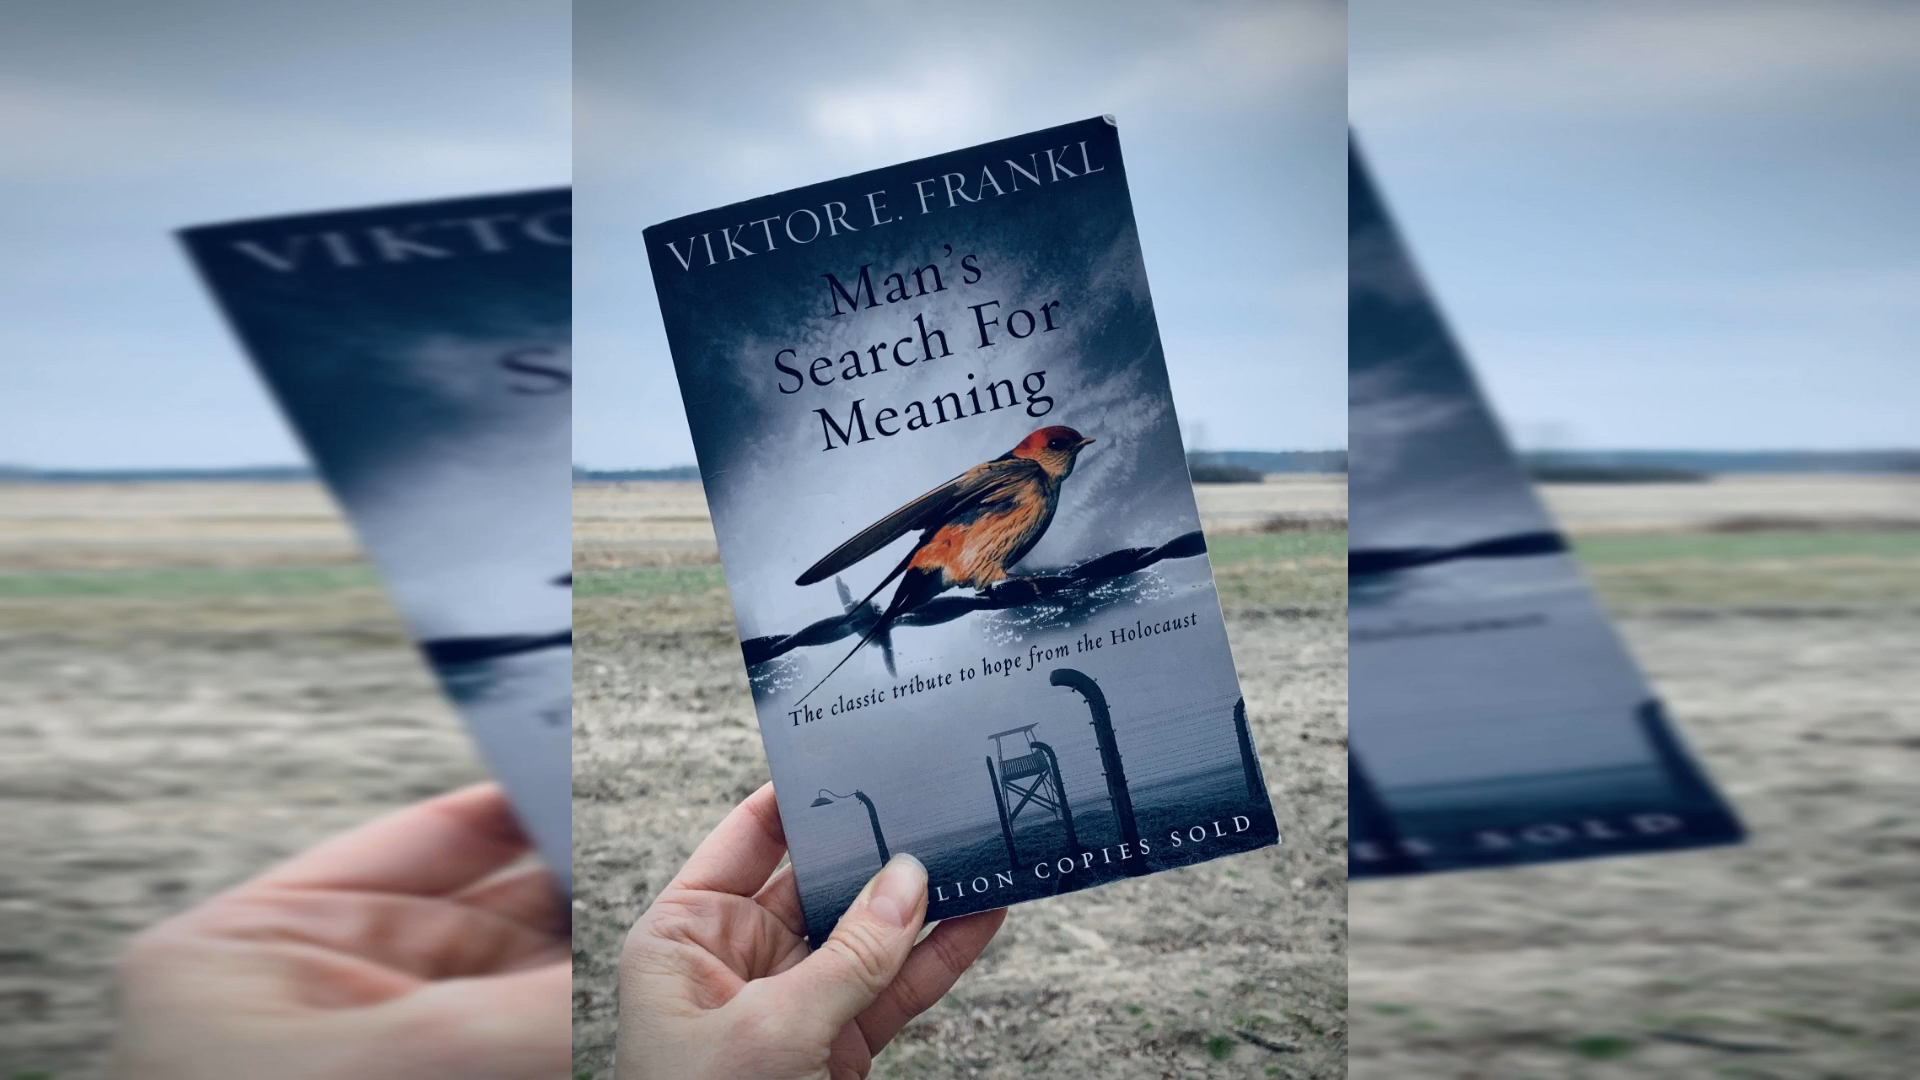 VIKTOR E. FRANKL
Man's
Search For
Meaning
The classic tribute to hope from the Holocaust
LION COPIES SOLD